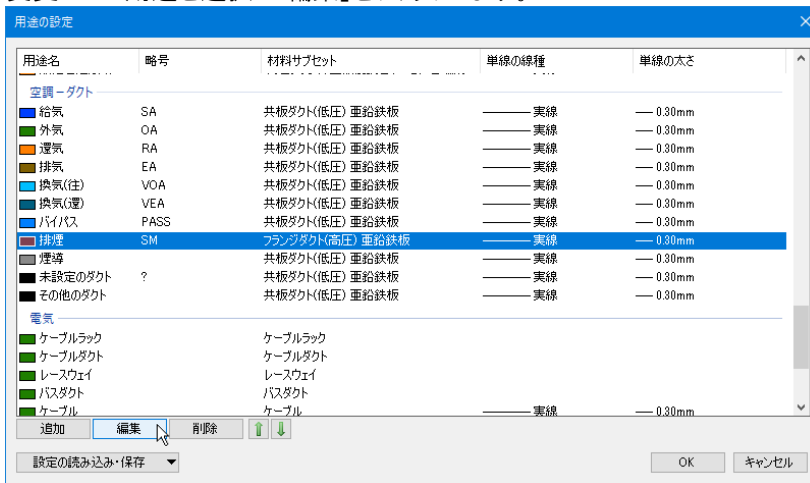 用途の設定
用途名 略号 材料サブセット 単線の線種 単線の太さ
空調－ダクト
給気 SA 共板ダクト(低圧) 亜鉛鉄板 実線 0.30mm
外気 OA 共板ダクト(低圧) 亜鉛鉄板 実線 0.30mm
還気 RA 共板ダクト(低圧) 亜鉛鉄板 実線 0.30mm
排気 EA 共板ダクト(低圧) 亜鉛鉄板 実線 0.30mm
換気(往) VOA 共板ダクト(低圧) 亜鉛鉄板 実線 0.30mm
換気(還) VEA 共板ダクト(低圧) 亜鉛鉄板 実線 0.30mm
バイパス PASS 共板ダクト(低圧) 亜鉛鉄板 実線 0.30mm
排煙 SM フランジダクト(高圧) 亜鉛鉄板 実線 0.30mm
煙導 共板ダクト(低圧) 亜鉛鉄板 実線 0.30mm
未設定のダクト ? 共板ダクト(低圧) 亜鉛鉄板 実線 0.30mm
その他のダクト 共板ダクト(低圧) 亜鉛鉄板 実線 0.30mm
電気
ケーブルラック ケーブルラック
ケーブルダクト ケーブルダクト
レースウェイ レースウェイ
バスダクト バスダクト
ケーブル ケーブル 実線 0.30mm
追加 編集 削除
設定の読み込み・保存 OK キャンセル